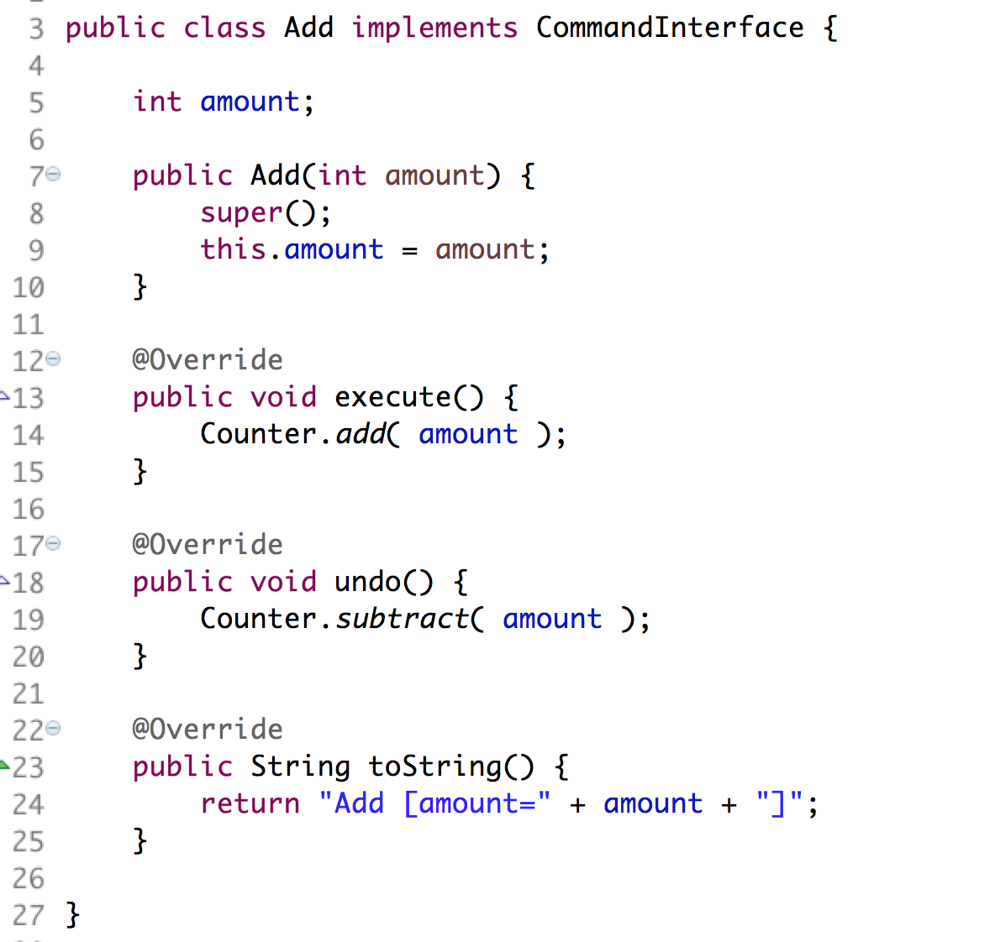 3 public class Add implements CommandInterface {
4
5     int amount;
6
7     public Add(int amount) {
8         super();
9         this.amount = amount;
10     }
11
12     @Override
13     public void execute() {
14         Counter.add( amount );
15     }
16
17     @Override
18     public void undo() {
19         Counter.subtract( amount );
20     }
21
22     @Override
23     public String toString() {
24         return "Add [amount=" + amount + "]";
25     }
26
27 }